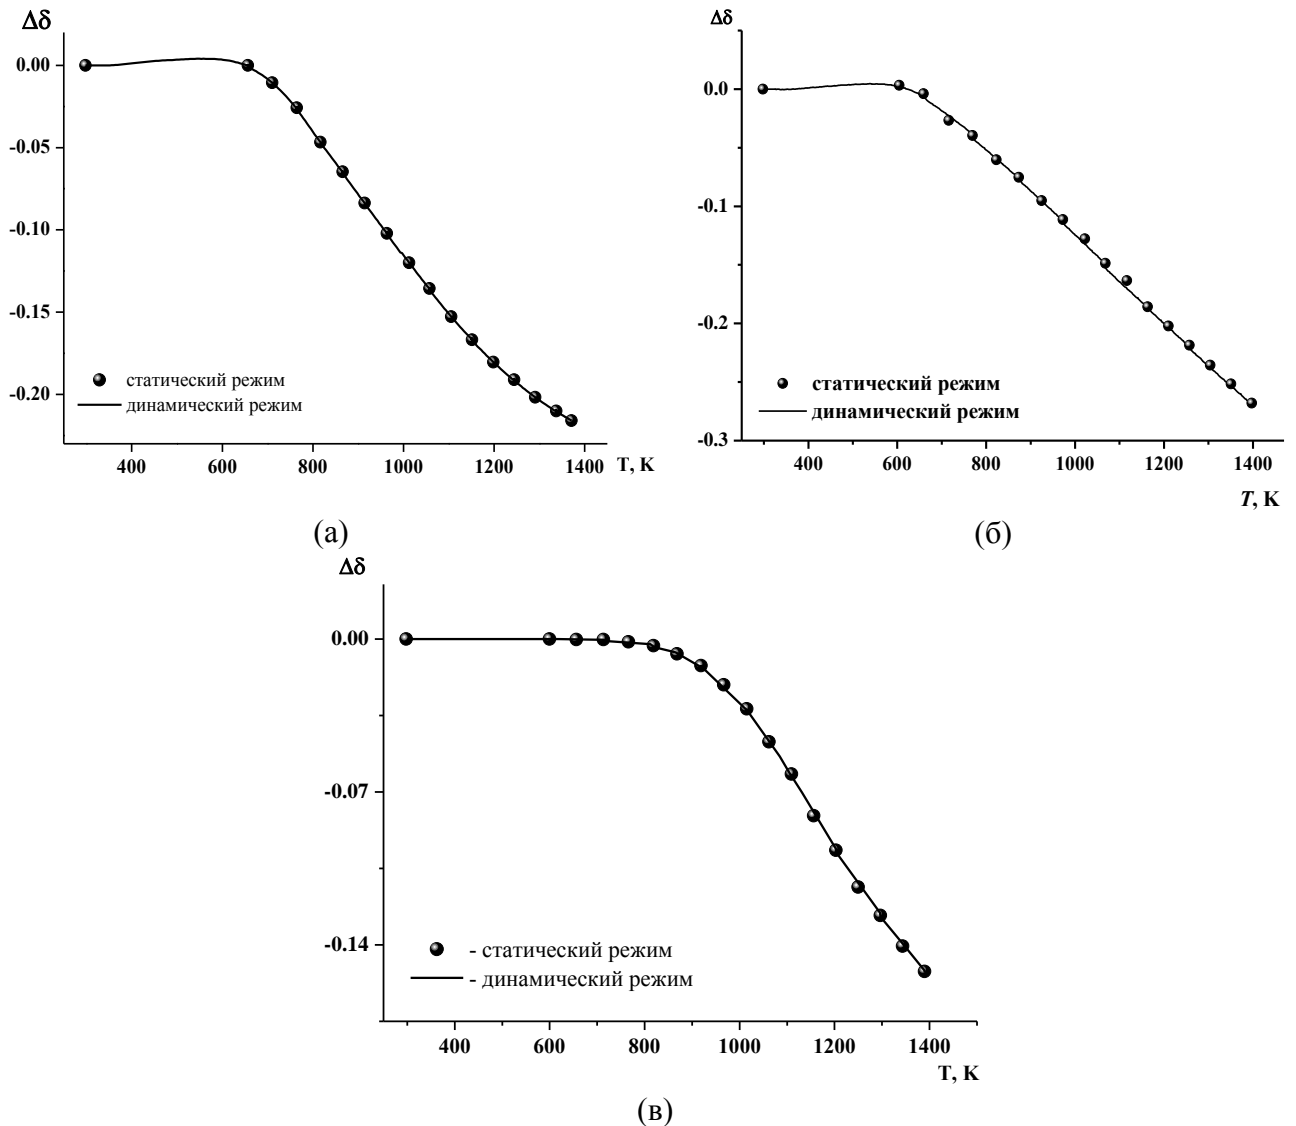 Δδ
0.00
-0.05
-0.10
-0.15
-0.20
статический режим
динамический режим
400 600 800 1000 1200 1400 T, K
(а)
Δδ
0.0
-0.1
-0.2
-0.3
статический режим
динамический режим
400 600 800 1000 1200 1400
T, K
(б)
Δδ
0.00
-0.07
-0.14
- статический режим
- динамический режим
400 600 800 1000 1200 1400
T, K
(в)